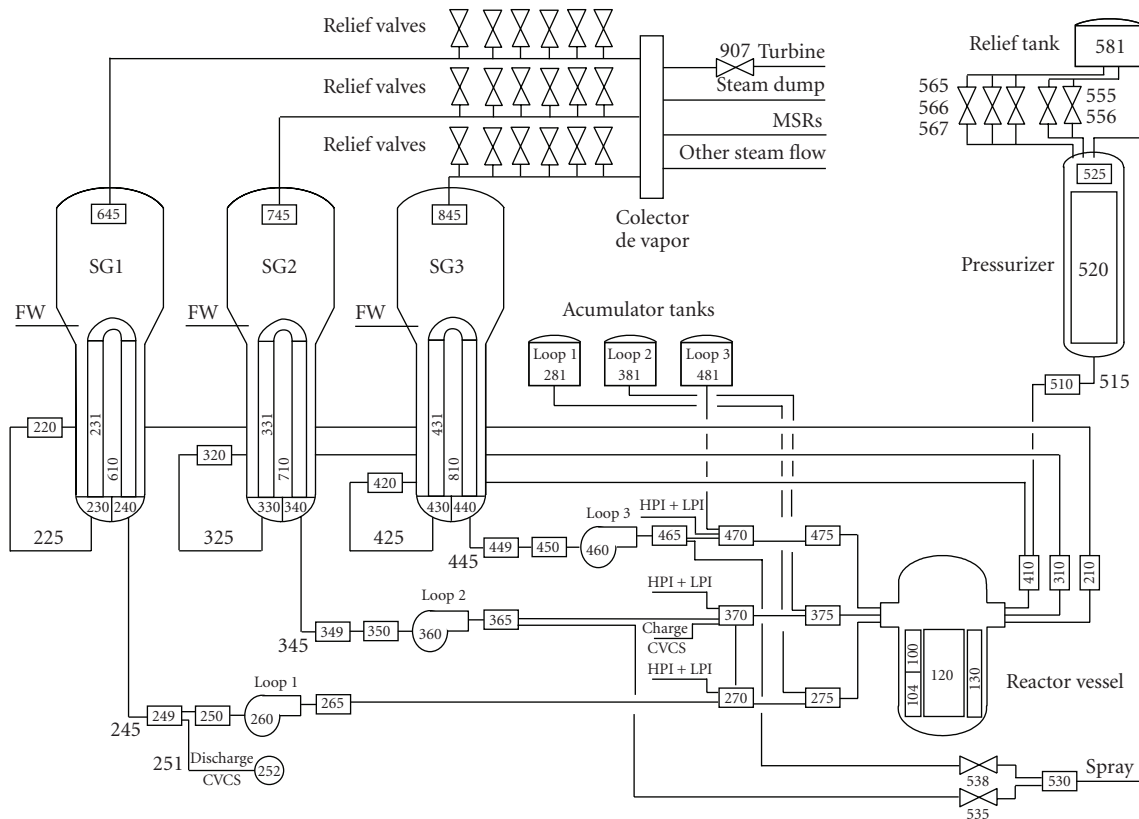 Relief valves
907 Turbine
Steam dump
Relief valves
MSRs
Relief valves
Other steam flow
Colector
de vapor
Relief tank
581
565
566
567
555
556
525
Pressurizer
520
510
515
645
745
845
SG1
SG2
SG3
FW
FW
FW
Acumulator tanks
Loop 1
281
Loop 2
381
Loop 3
481
220
231
610
230
240
225
320
331
710
330
340
325
420
431
810
430
440
425
445
449
450
Loop 3
460
465
HPI + LPI
470
475
345
349
350
Loop 2
360
365
HPI + LPI
370
375
Charge
CVCS
HPI + LPI
270
275
245
249
250
Loop 1
260
265
251
Discharge
CVCS
252
410
310
210
100
104
120
130
Reactor vessel
538
535
530
Spray